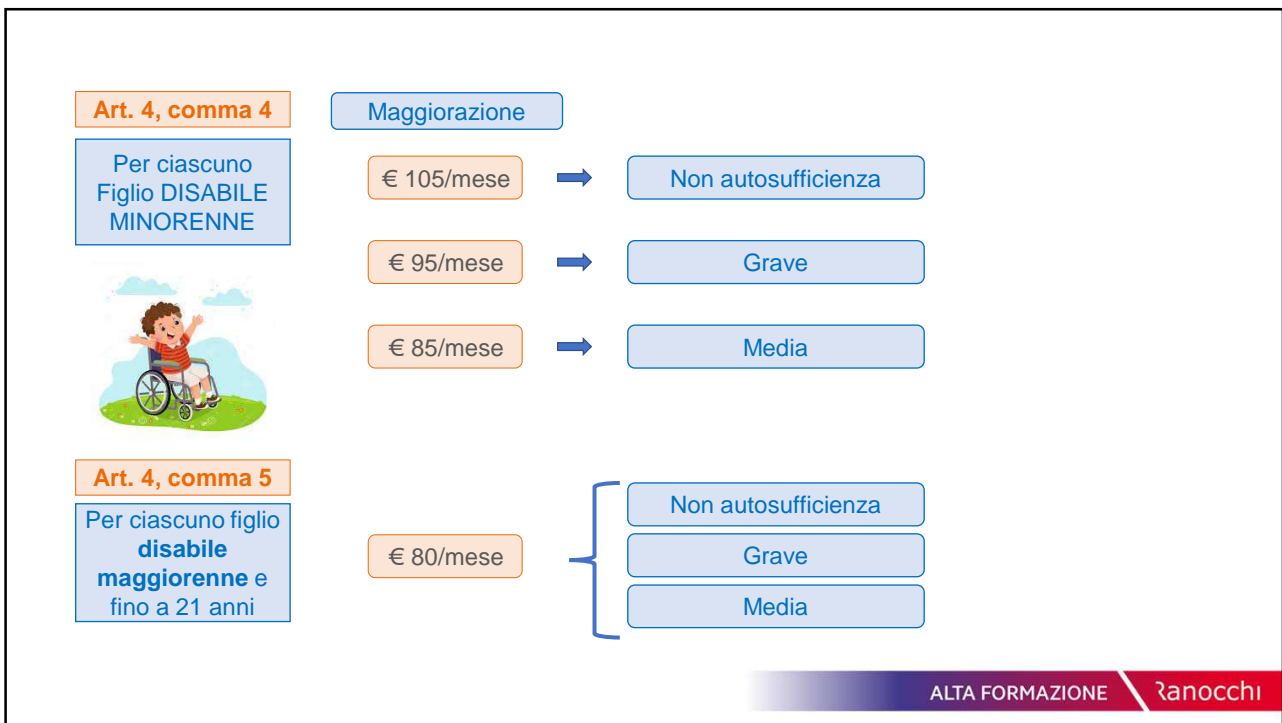 Art. 4, comma 4
Maggiorazione
Per ciascuno
Figlio DISABILE
MINORENNE
€ 105/mese
Non autosufficienza
€ 95/mese
Grave
€ 85/mese
Media
Art. 4, comma 5
Per ciascuno figlio
disabile
maggiorenne e
fino a 21 anni
€ 80/mese
Non autosufficienza
Grave
Media
ALTA FORMAZIONE
Ranocchi